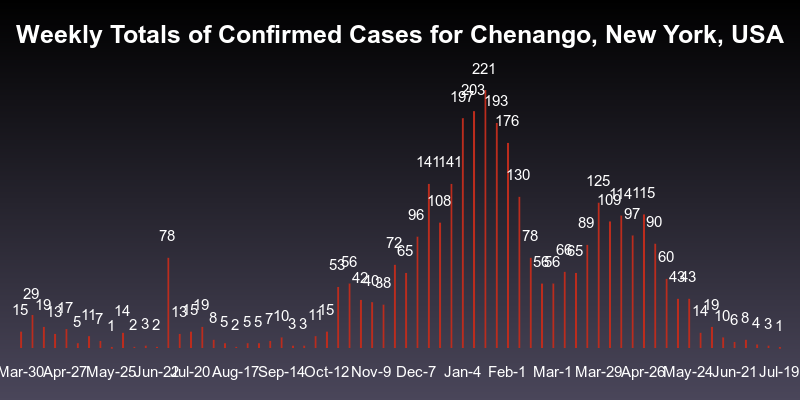 Weekly Totals of Confirmed Cases for Chenango, New York, USA
15 29 19 13 17 5 11 7 1 14 2 3 2 78 13 15 19 8 5 2 5 5 7 10 3 3 11 15 53 56 42 40 38 72 65 96 141 108 141 197 203 221 193 176 130 78 56 56 66 65 89 125 109 114 97 115 90 60 43 43 14 19 10 6 8 4 3 1
Mar-30 Apr-27 May-25 Jun-22 Jul-20 Aug-17 Sep-14 Oct-12 Nov-9 Dec-7 Jan-4 Feb-1 Mar-1 Mar-29 Apr-26 May-24 Jun-21 Jul-19